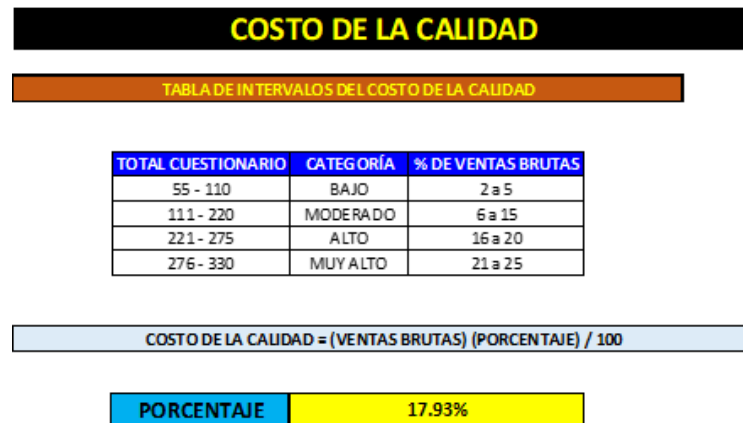 COSTO DE LA CALIDAD
TABLA DE INTERVALOS DEL COSTO DE LA CALIDAD
TOTAL CUESTIONARIO CATEGORÍA % DE VENTAS BRUTAS
55 - 110 BAJO 2 a 5
111 - 220 MODERADO 6 a 15
221 - 275 ALTO 16 a 20
276 - 330 MUY ALTO 21 a 25
COSTO DE LA CALIDAD = (VENTAS BRUTAS) (PORCENTAJE) / 100
PORCENTAJE 17.93%